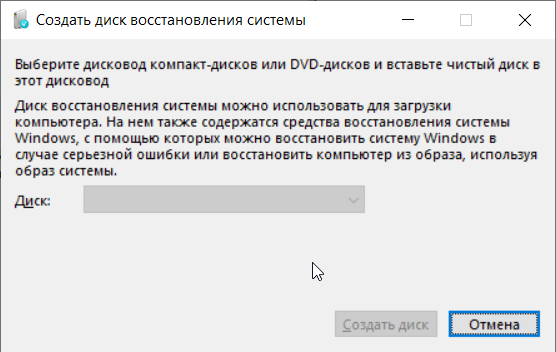 Создать диск восстановления системы
Выберите дисковод компакт-дисков или DVD-дисков и вставьте чистый диск в
этот дисковод
Диск восстановления системы можно использовать для загрузки
компьютера. На нем также содержатся средства восстановления системы
Windows, с помощью которых можно восстановить систему Windows в
случае серьезной ошибки или восстановить компьютер из образа, используя
образ системы.
Диск:
Создать диск Отмена